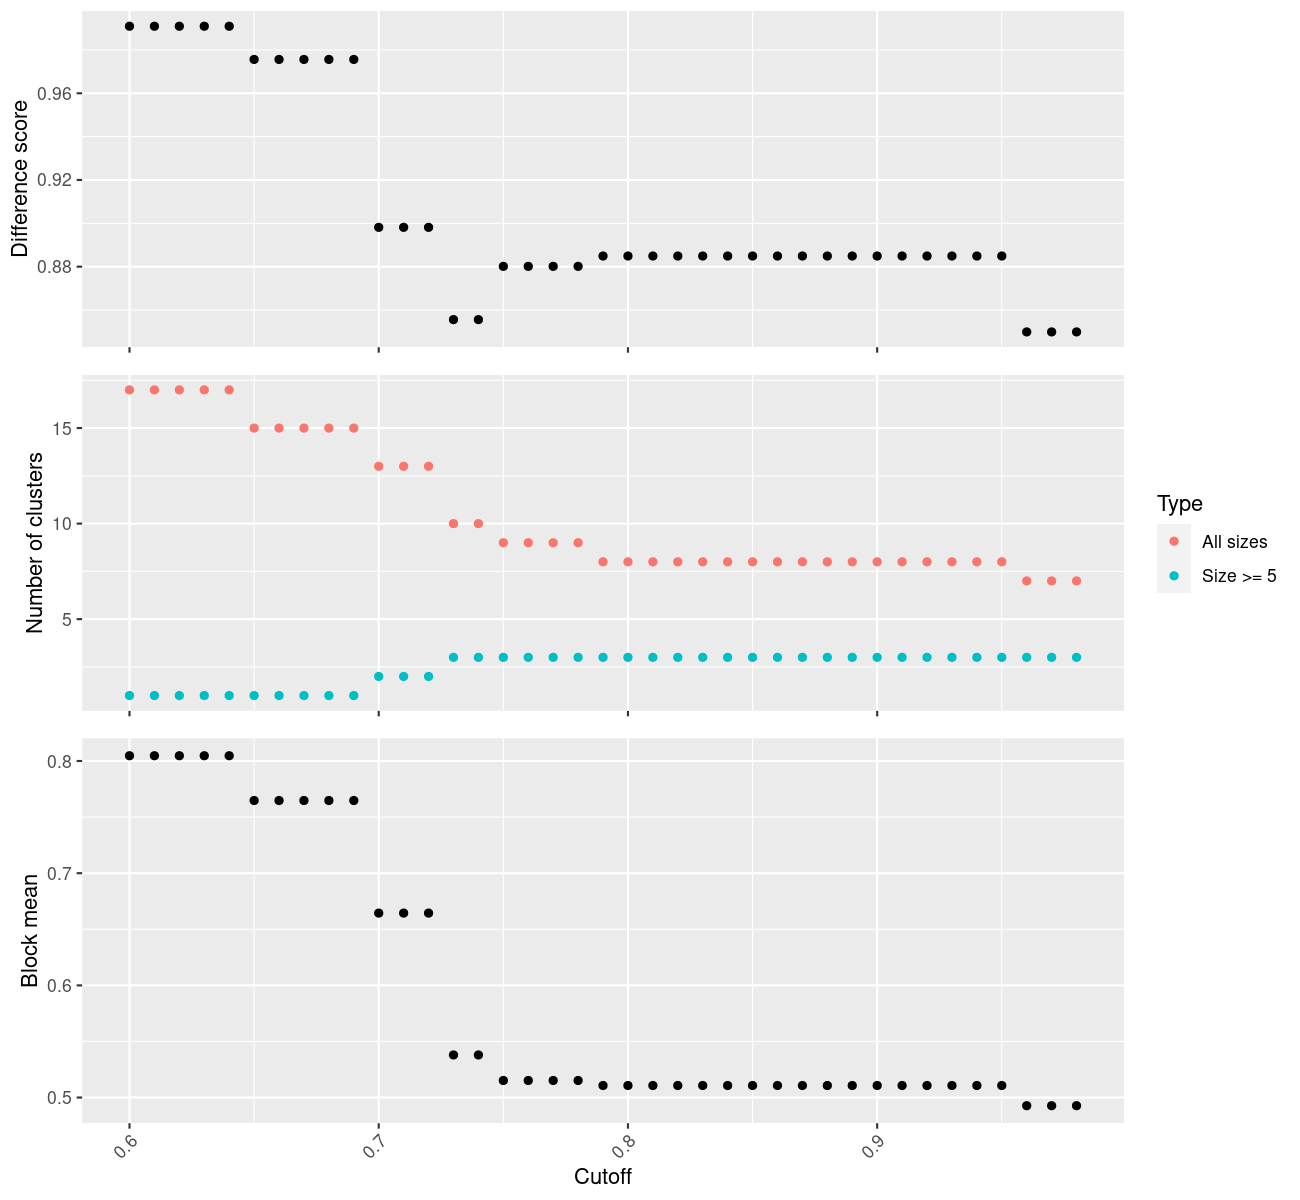 Difference score
0.96
0.92
0.88
Number of clusters
15
10
5
Type
All sizes
Size >= 5
Block mean
0.8
0.7
0.6
0.5
0.6 0.7 0.8 0.9
Cutoff